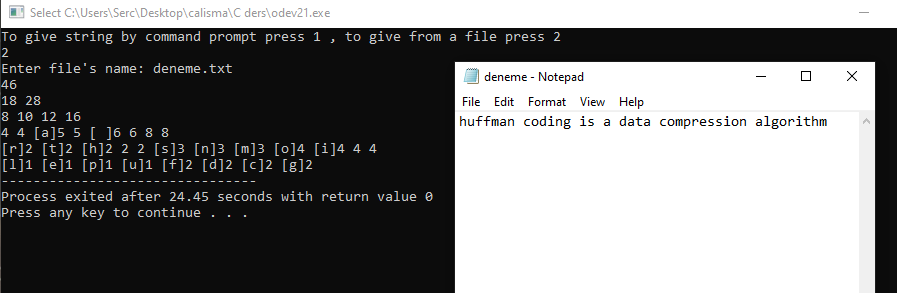 Select C:\Users\Serc\Desktop\calisma\C ders\odev21.exe
To give string by command prompt press 1 , to give from a file press 2
2
Enter file's name: deneme.txt
46
18 28
8 10 12 16
4 4 [a]5 5 [ ]6 6 8 8
[r]2 [t]2 [h]2 2 2 [s]3 [n]3 [m]3 [o]4 [i]4 4 4
[l]1 [e]1 [p]1 [u]1 [f]2 [d]2 [c]2 [g]2
--------------------------------
Process exited after 24.45 seconds with return value 0
Press any key to continue . . .
deneme - Notepad
File Edit Format View Help
huffman coding is a data compression algorithm